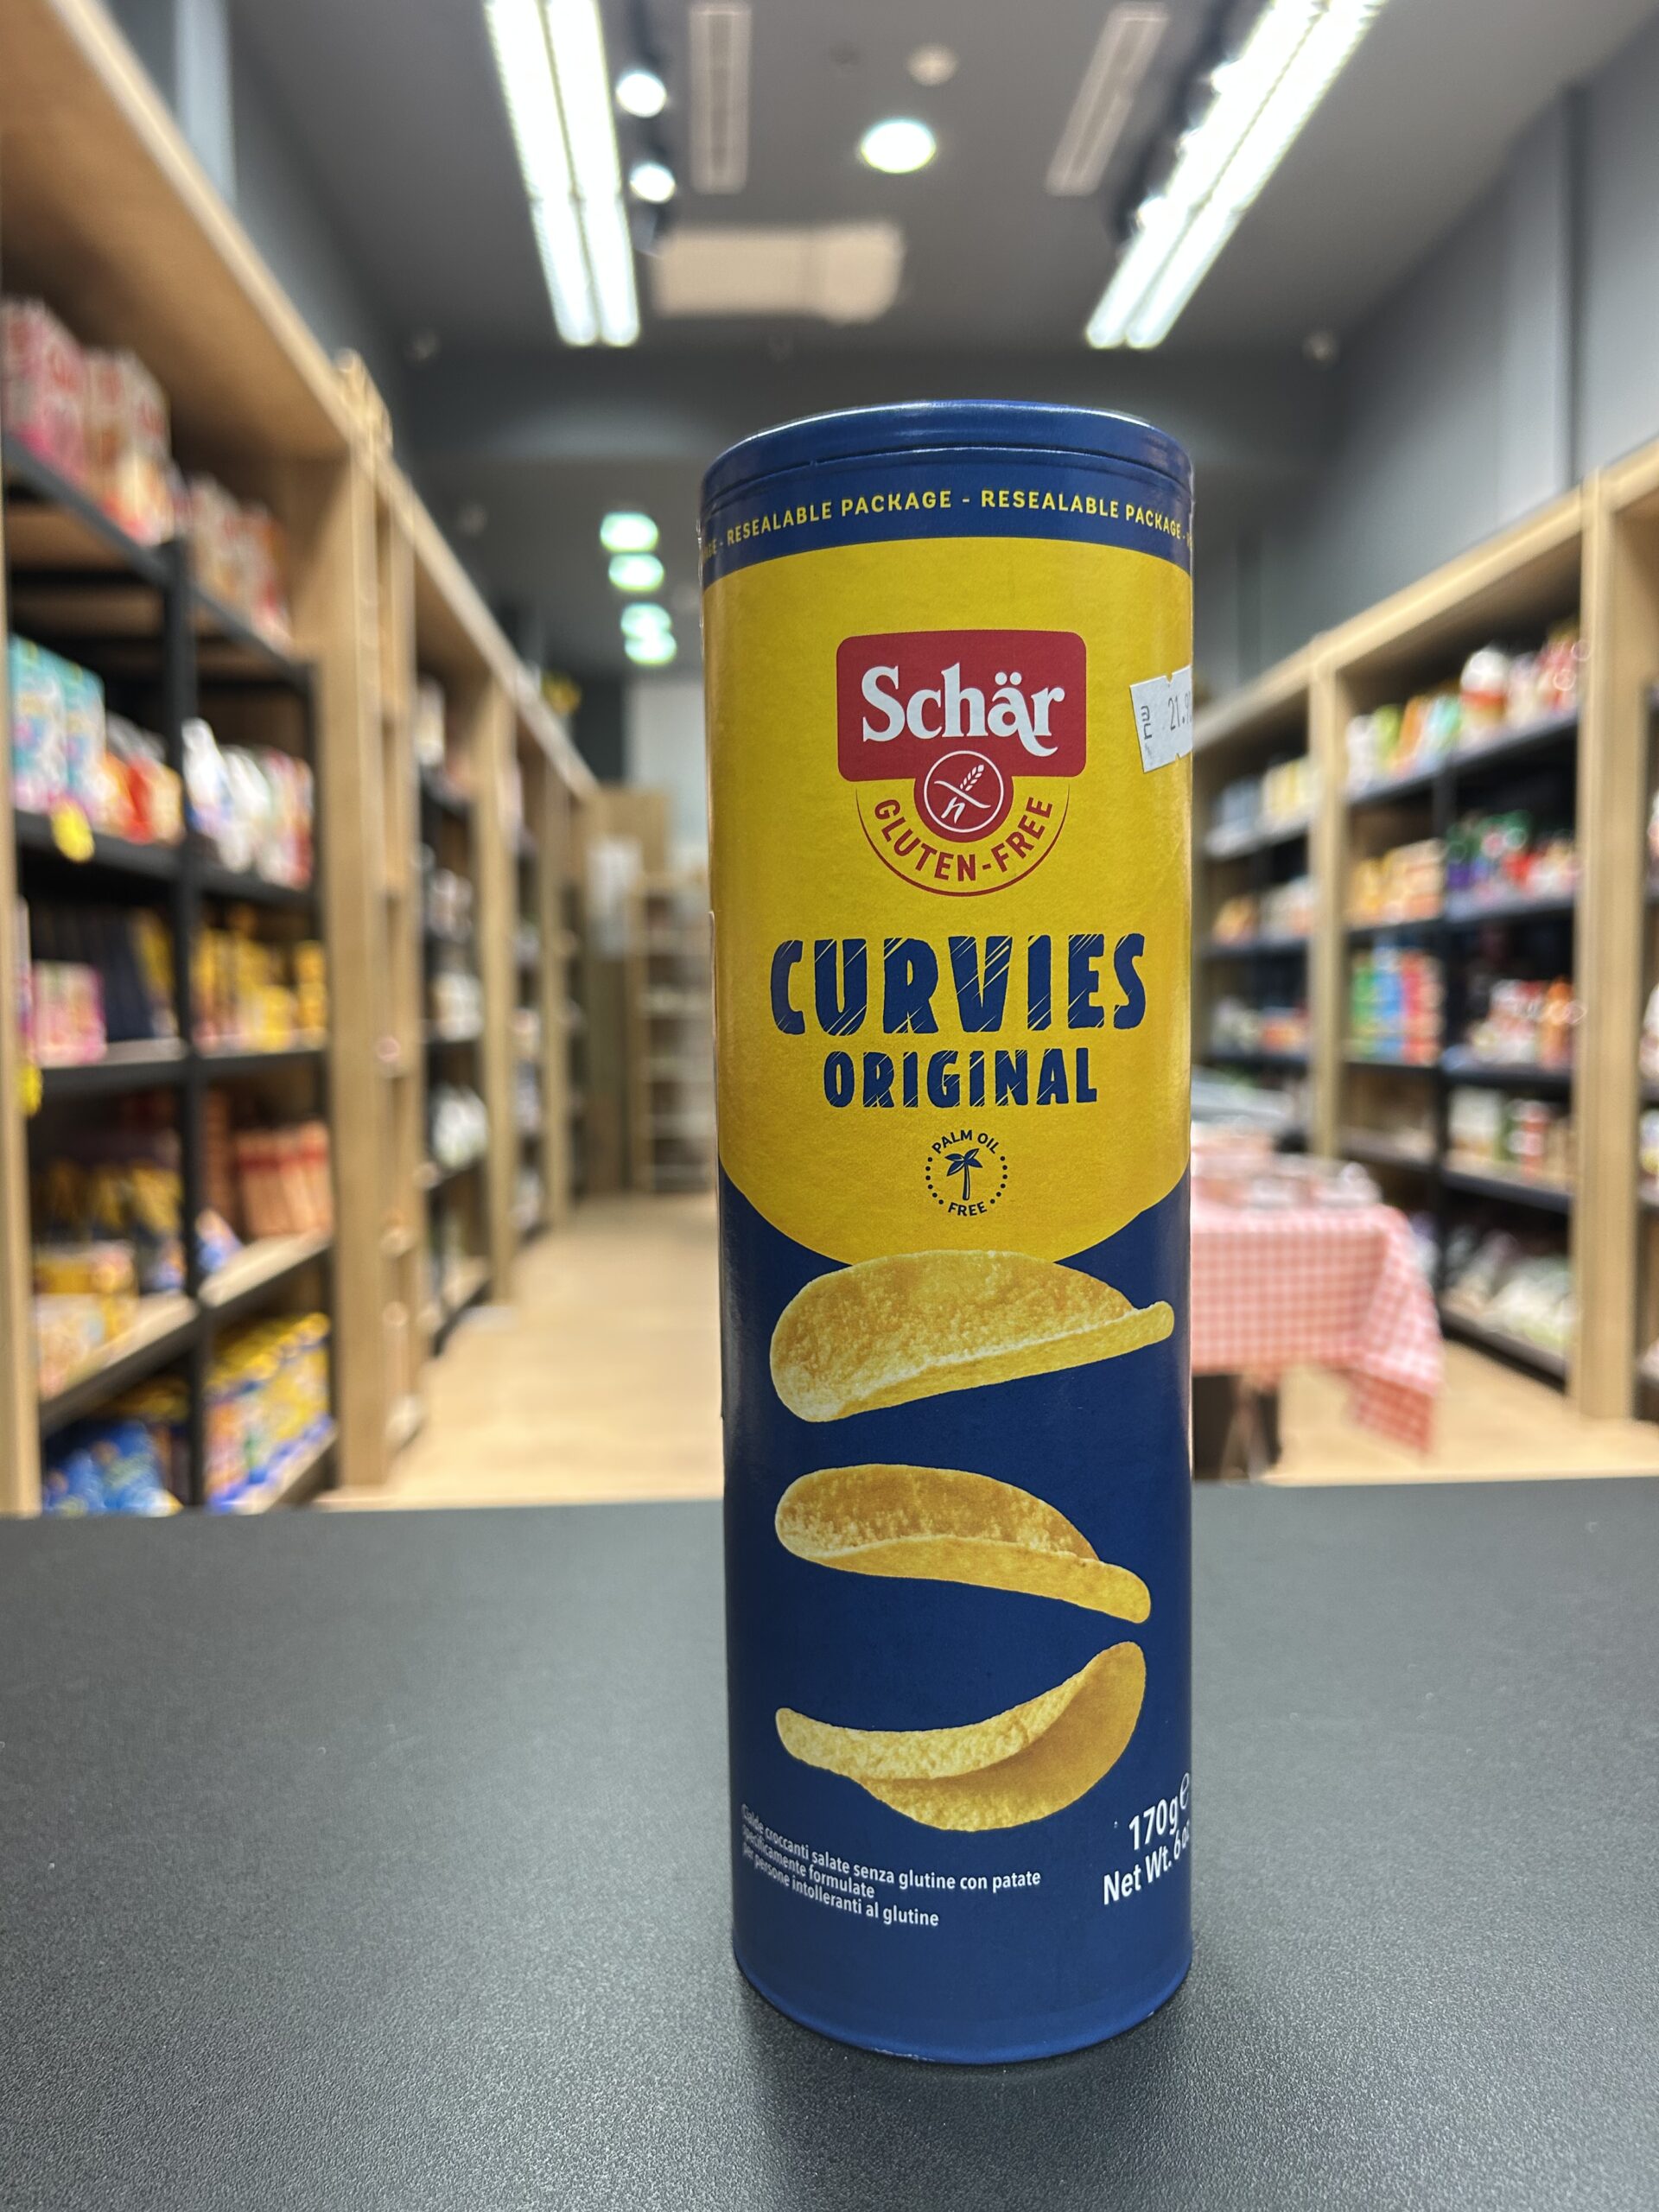 RESEALABLE PACKAGE - RESEALABLE PACKAGE -
Schär
GLUTEN-FREE
CURVIES
ORIGINAL
PALM OIL
FREE
croccanti salate senza glutine con patate
specificamente formulate
per persone intolleranti al glutine
170g e
Net Wt. 6